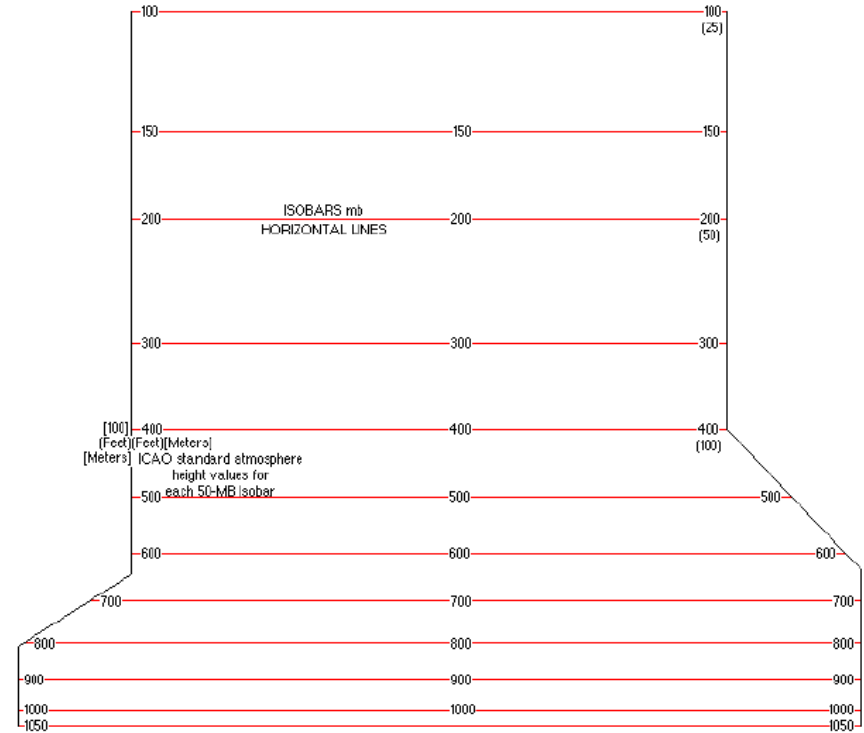 100 100
(25)
150 150 150
ISOBARS mb
200 200 200
HORIZONTAL LINES
(50)
300 300 300
[100] 400 400 400
(Feet)(Feet)[Meters]
(100)
[Meters] ICAO standard atmosphere
height values for
each 50-MB Isobar
500 500 500
600 600 600
700 700 700
800 800 800
900 900 900
1000 1000 1000
1050 1050